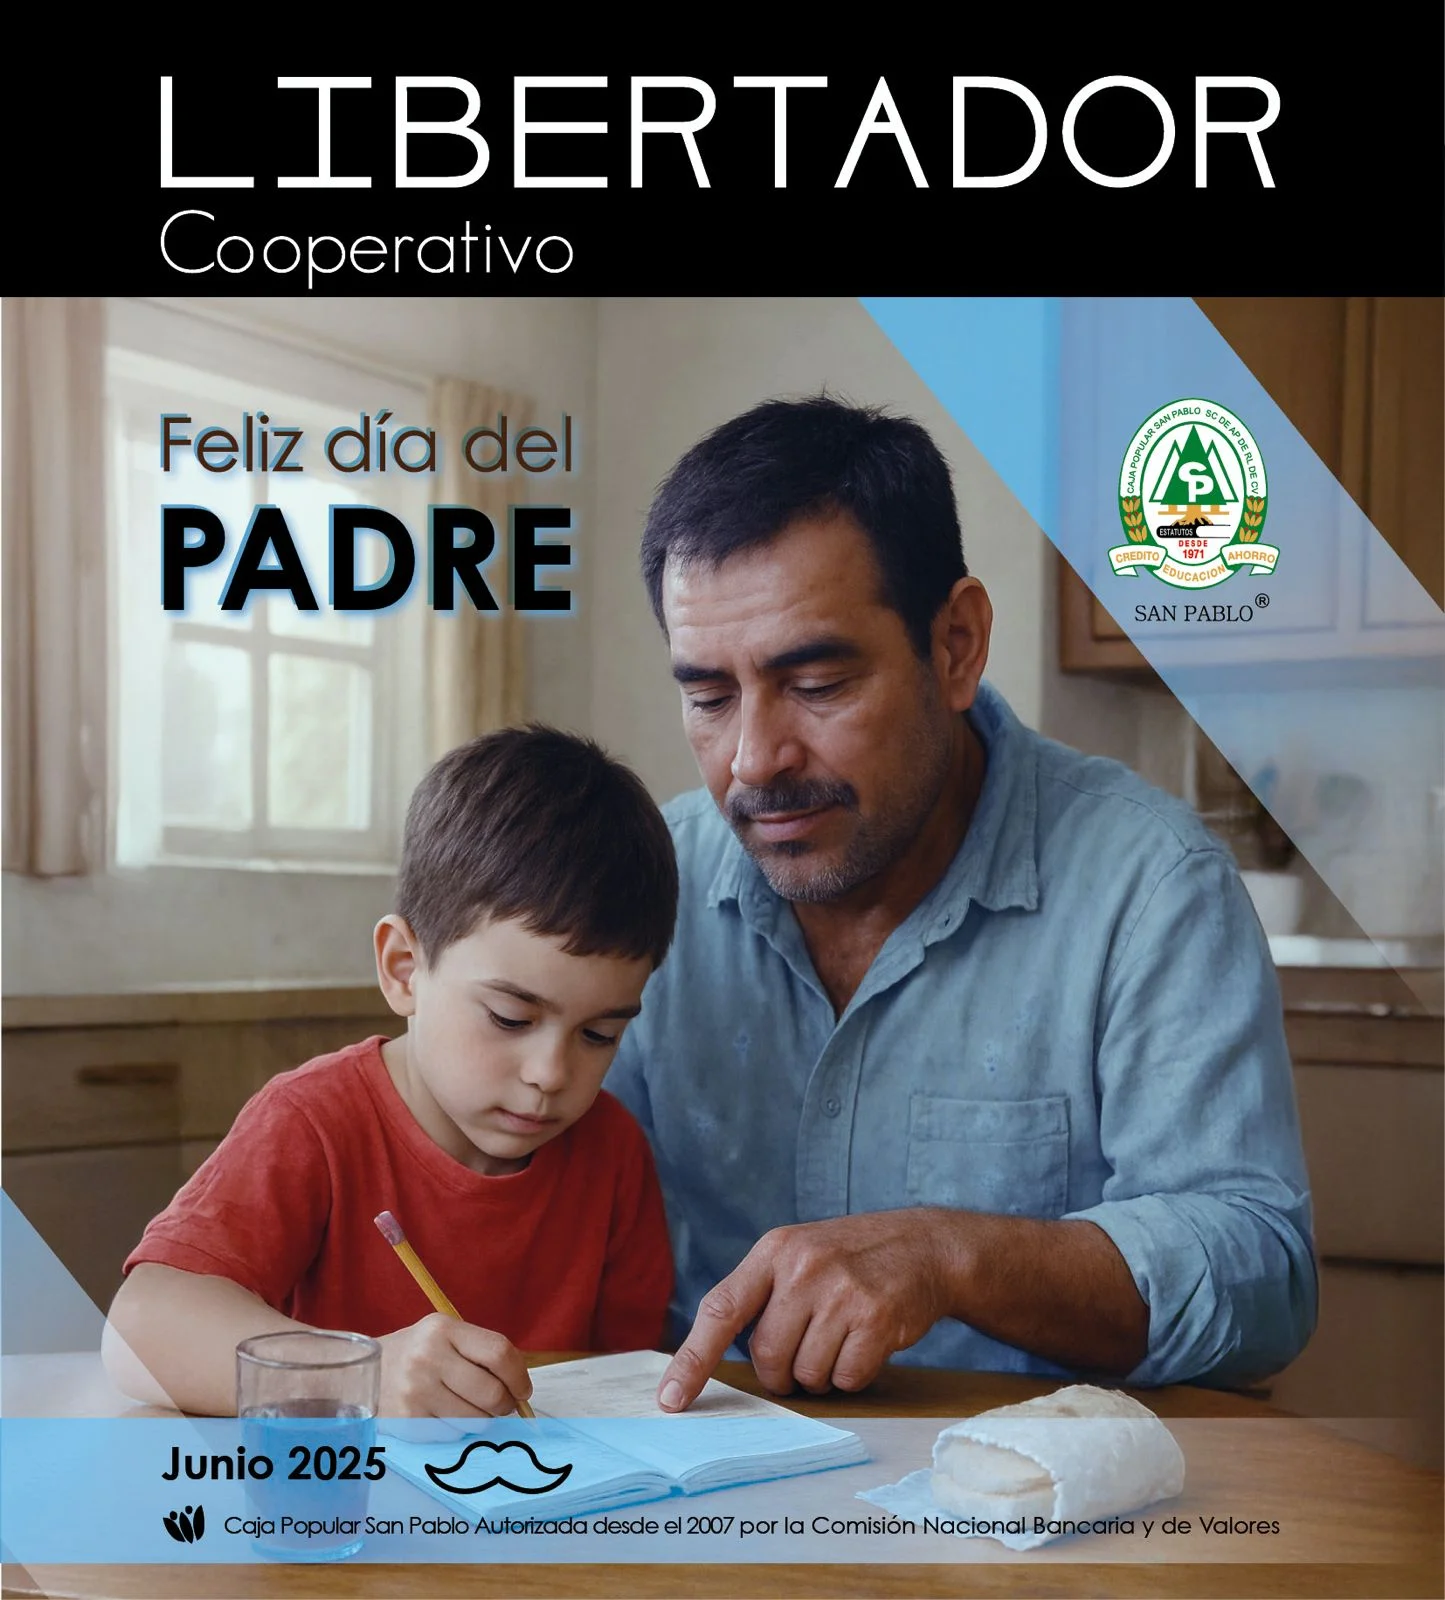 LIBERTADOR
Cooperativo
Feliz día del
PADRE
CAJA POPULAR SAN PABLO SC DE AP DE RL DE CV
CP
ESTATUTOS
DESDE
1971
CREDITO
EDUCACION
AHORRO
SAN PABLO®
Junio 2025
Caja Popular San Pablo Autorizada desde el 2007 por la Comisión Nacional Bancaria y de Valores